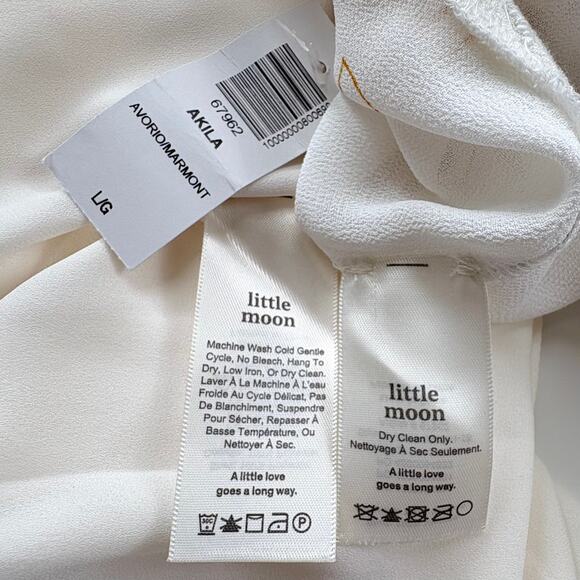 67962
AKILA
AVORIO/MARMONT
L/G
little
moon
Machine Wash Cold Gentle
Cycle, No Bleach, Hang To
Dry, Low Iron, Or Dry Clean.
Laver À La Machine À L'eau
Froide Au Cycle Délicat, Pas
De Blanchiment, Suspendre
Pour Sécher, Repasser À
Basse Température, Ou
Nettoyer À Sec.
A little love
goes a long way.
30C
P
little
moon
Dry Clean Only.
Nettoyage À Sec Seulement.
A little love
goes a long way.